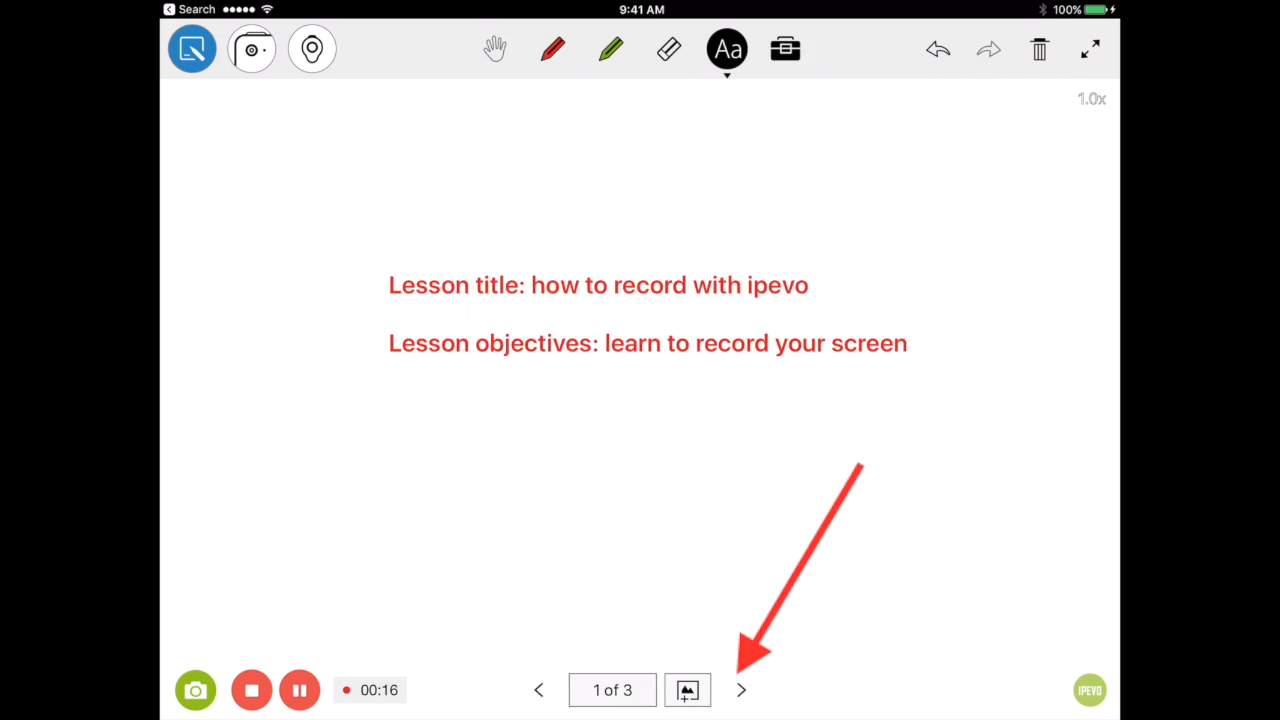 Search
9:41 AM
100%
Aa
1.0x
Lesson title: how to record with ipevo
Lesson objectives: learn to record your screen
00:16
1 of 3
IPEVO